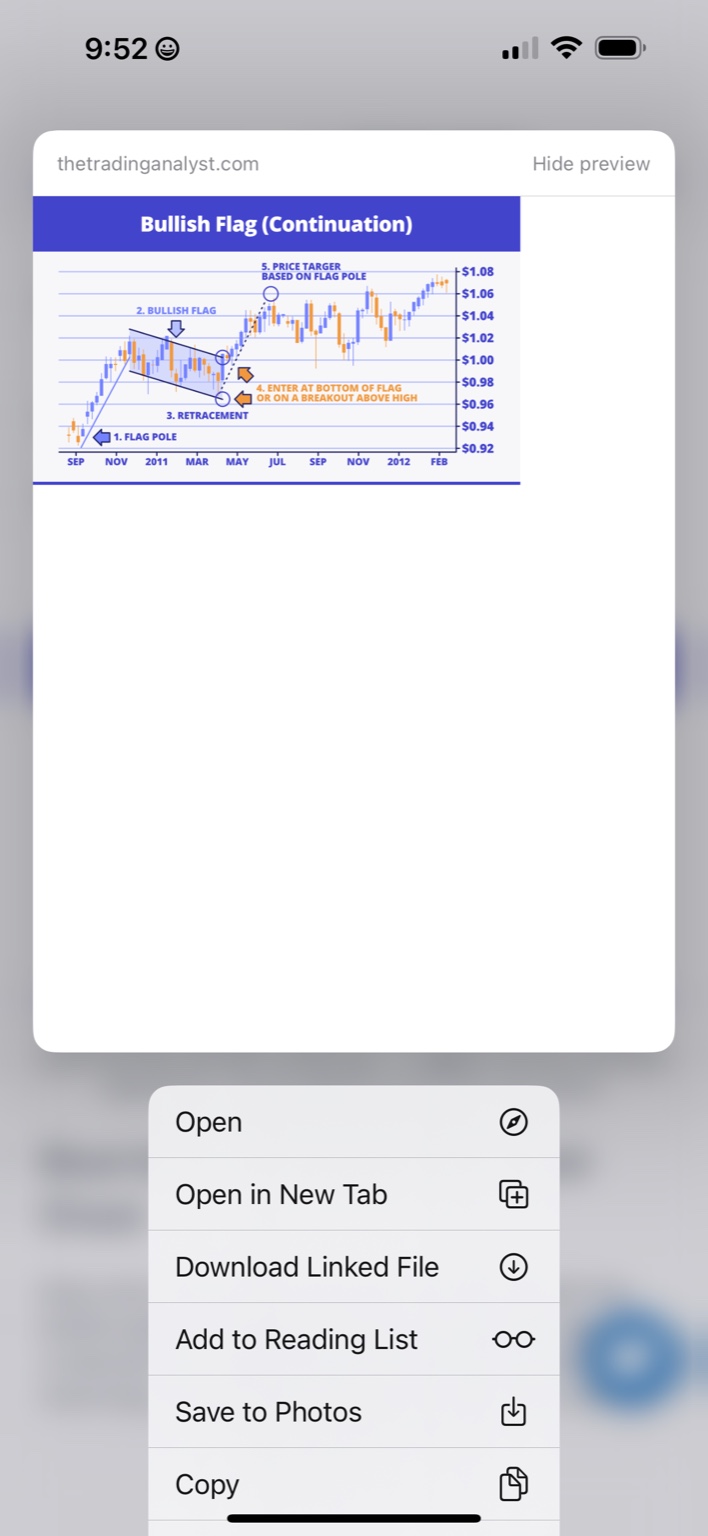 9:52
thetradinganalyst.com
Hide preview
Bullish Flag (Continuation)
5. PRICE TARGER
BASED ON FLAG POLE
2. BULLISH FLAG
4. ENTER AT BOTTOM OF FLAG
OR ON A BREAKOUT ABOVE HIGH
3. RETRACEMENT
1. FLAG POLE
$1.08
$1.06
$1.04
$1.02
$1.00
$0.98
$0.96
$0.94
$0.92
SEP NOV 2011 MAR MAY JUL SEP NOV 2012 FEB
Open
Open in New Tab
Download Linked File
Add to Reading List
Save to Photos
Copy